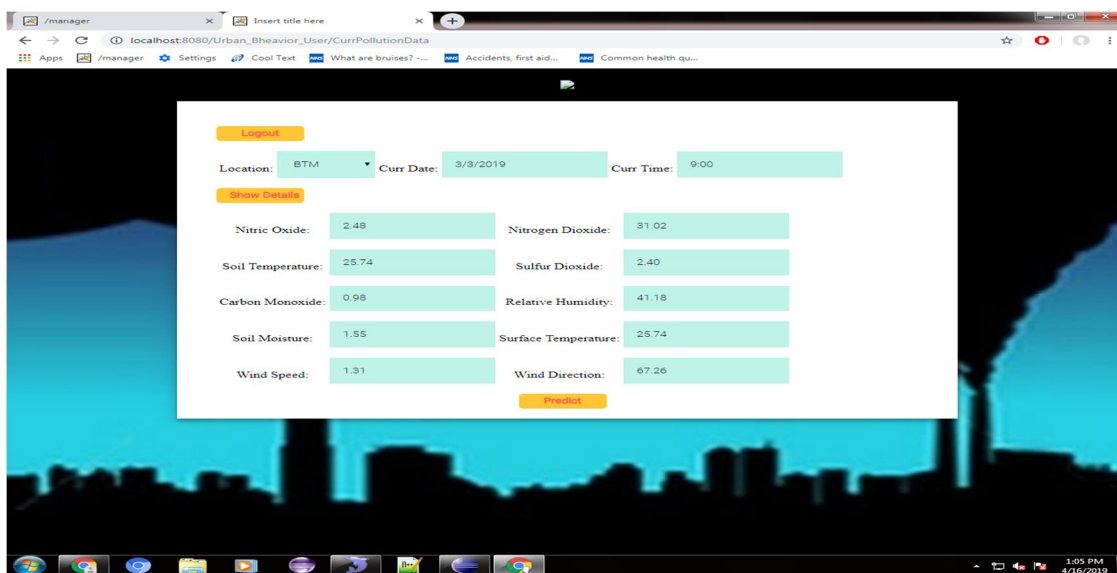 /manager Insert title here
localhost:8080/Urban_Bheavior_User/CurrPollutionData
Apps /manager Settings Cool Text What are bruises? -... Accidents, first aid... Common health qu...
Logout
Location: BTM Curr Date: 3/3/2019 Curr Time: 9:00
Show Details
Nitric Oxide: 2.48 Nitrogen Dioxide: 31.02
Soil Temperature: 25.74 Sulfur Dioxide: 2.40
Carbon Monoxide: 0.98 Relative Humidity: 41.18
Soil Moisture: 1.55 Surface Temperature: 25.74
Wind Speed: 1.31 Wind Direction: 67.26
Predict
1:05 PM
4/16/2019